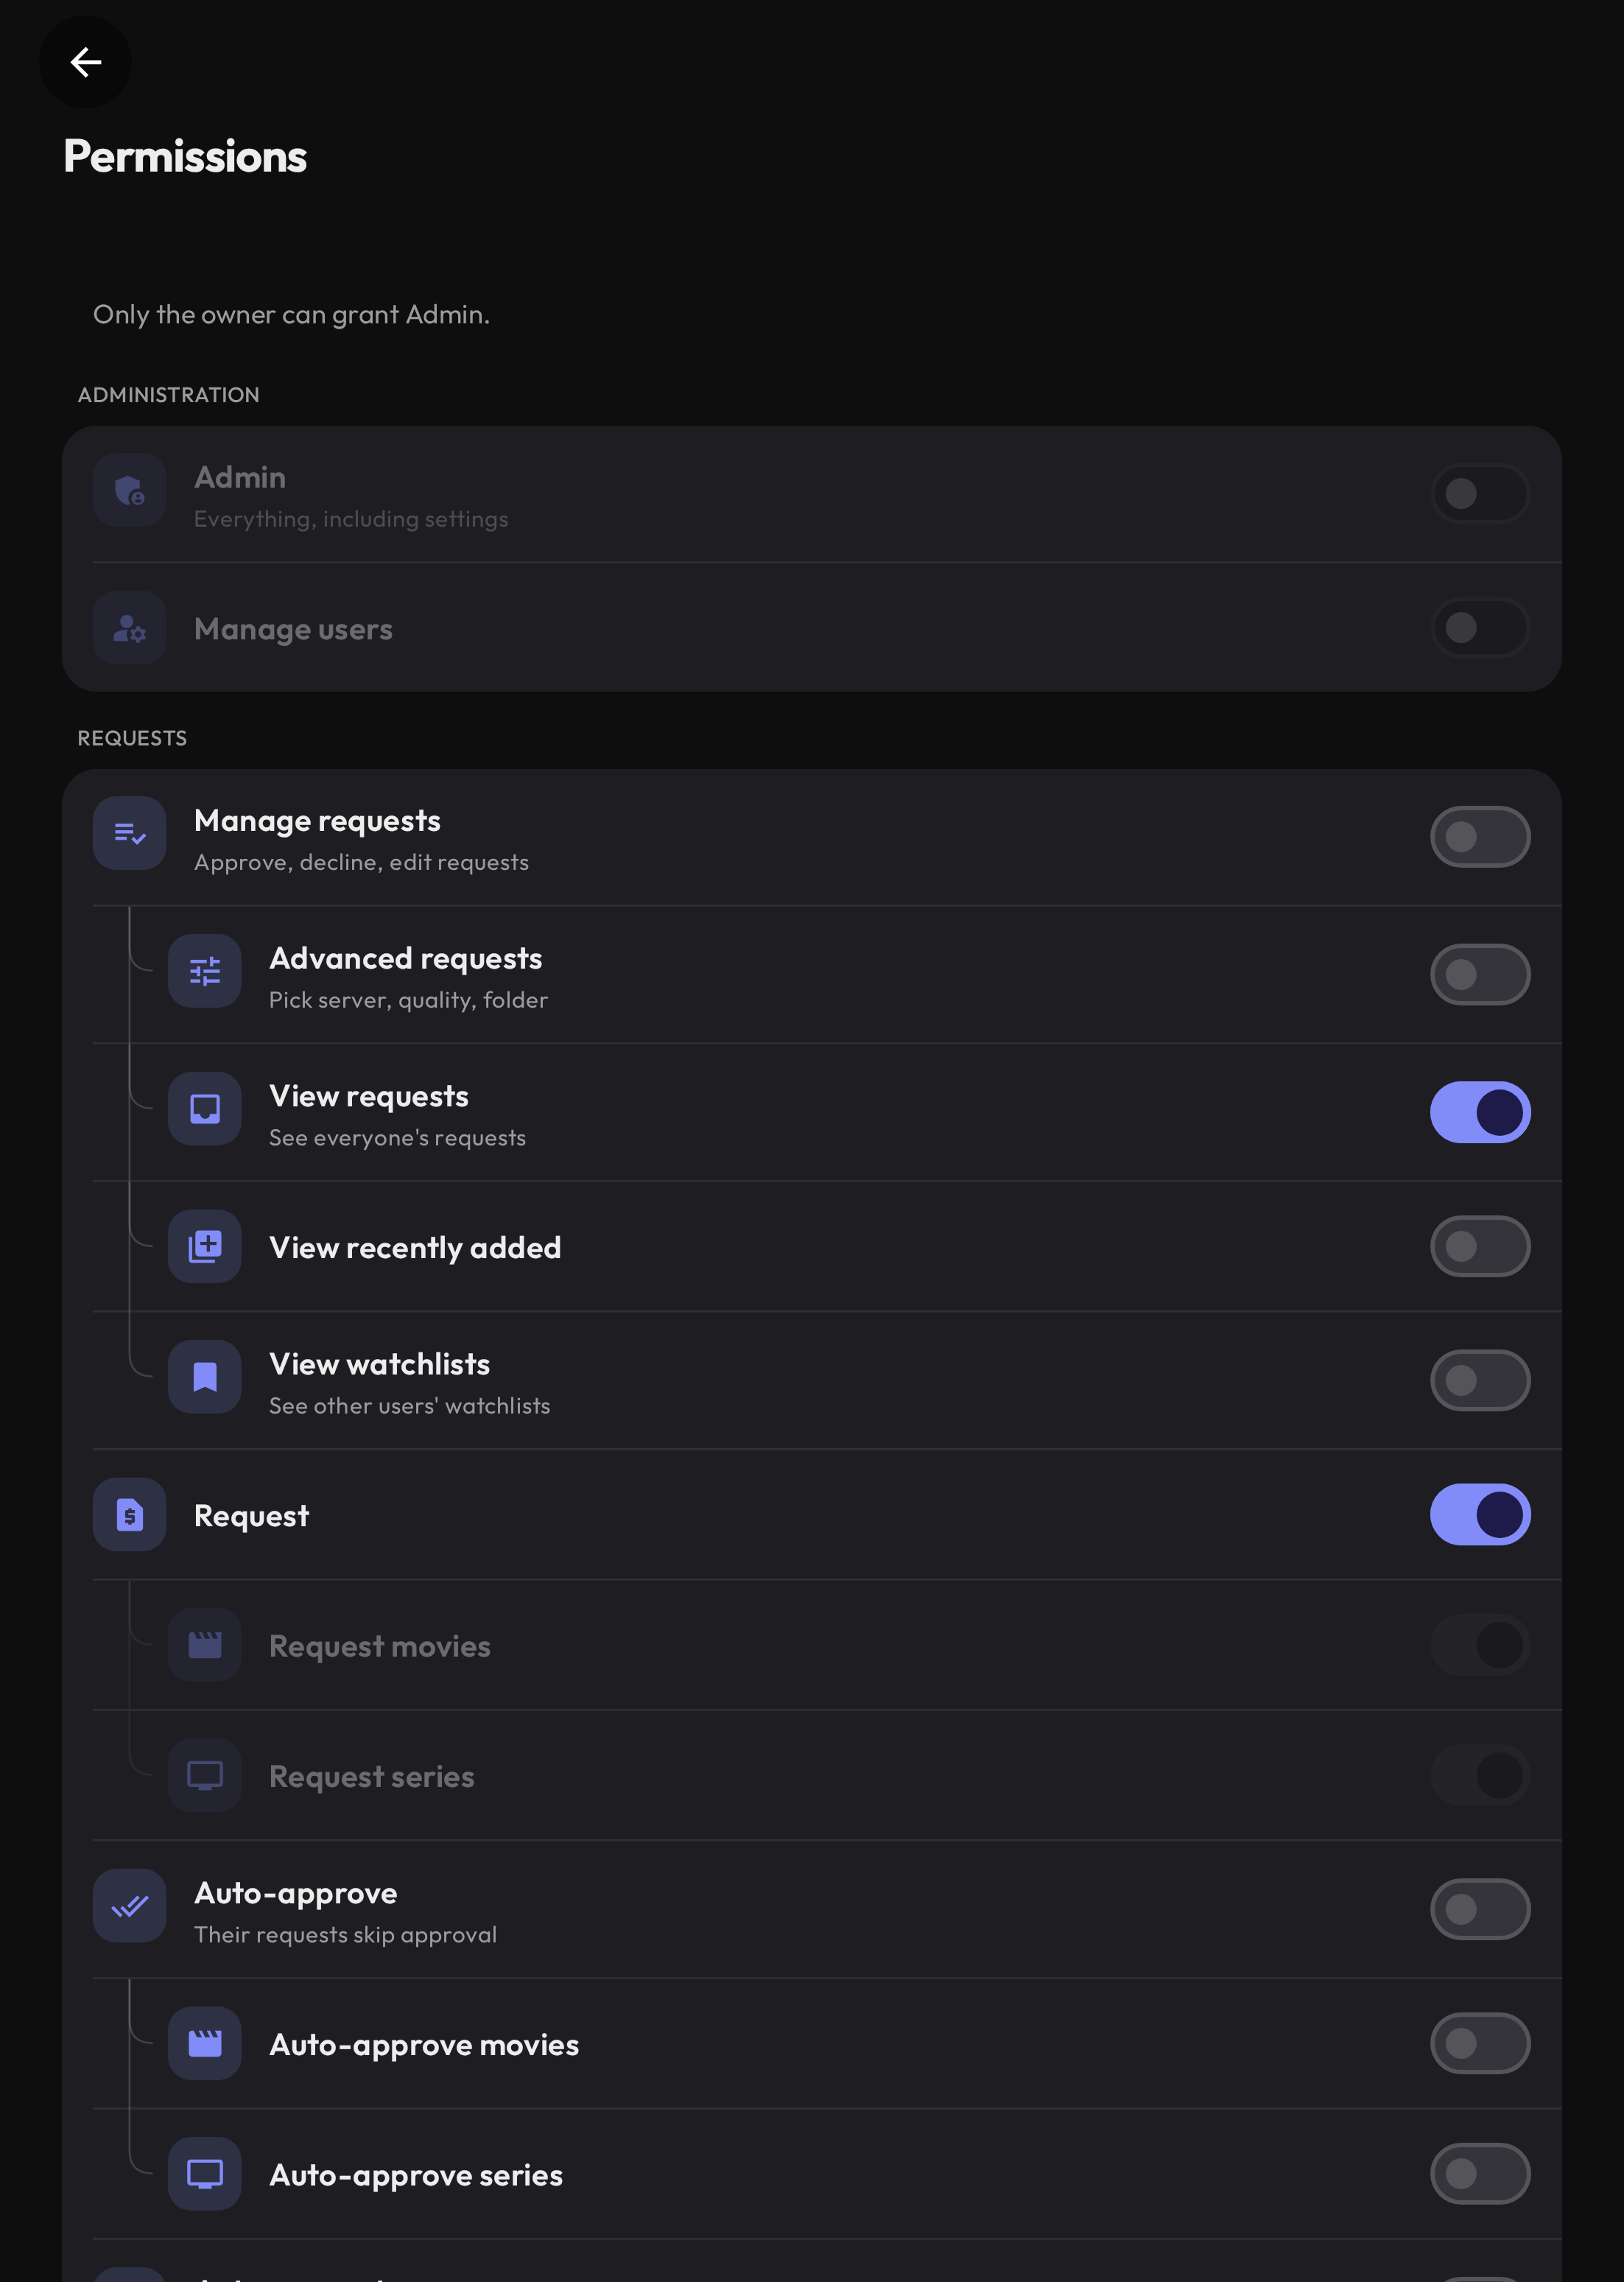 Permissions
Only the owner can grant Admin.
ADMINISTRATION
Admin
Everything, including settings
Manage users
REQUESTS
Manage requests
Approve, decline, edit requests
Advanced requests
Pick server, quality, folder
View requests
See everyone's requests
View recently added
View watchlists
See other users' watchlists
Request
Request movies
Request series
Auto-approve
Their requests skip approval
Auto-approve movies
Auto-approve series